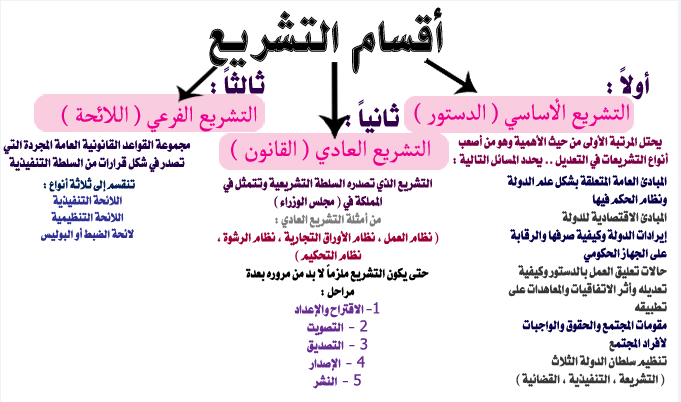 أقسام التشريع
أولاً :
التشريع الأساسي ( الدستور )
يحتل المرتبة الأولى من حيث الأهمية وهو من أصعب
أنواع التشريعات في التعديل .. يحدد المسائل التالية :
المبادئ العامة المتعلقة بشكل علم الدولة
ونظام الحكم فيها
المبادئ الاقتصادية للدولة
إيرادات الدولة وكيفية صرفها والرقابة
على الجهاز الحكومي
حالات تعليق العمل بالدستور وكيفية
تعديله وأثر الاتفاقيات والمعاهدات على
تطبيقه
مقومات المجتمع والحقوق والواجبات
لأفراد المجتمع
تنظيم سلطان الدولة الثلاث
( التشريعة ، التنفيذية ، القضائية )
ثانياً :
التشريع العادي ( القانون )
التشريع الذي تصدره السلطة التشريعية وتتمثل في
المملكة في ( مجلس الوزراء )
من أمثلة التشريع العادي :
( نظام العمل ، نظام الأوراق التجارية ، نظام الرشوة ،
نظام التحكيم )
حتى يكون التشريع ملزماً لا بد من مروره بعدة
مراحل :
1- الاقتراح والإعداد
2 - التصويت
3 - التصديق
4 - الإصدار
5 - النشر
ثالثاً :
التشريع الفرعي ( اللائحة )
مجموعة القواعد القانونية العامة المجردة التي
تصدر في شكل قرارات من السلطة التنفيذية
تنقسم إلى ثلاثة أنواع :
اللائحة التنفيذية
اللائحة التنظيمية
لائحة الضبط أو البوليس